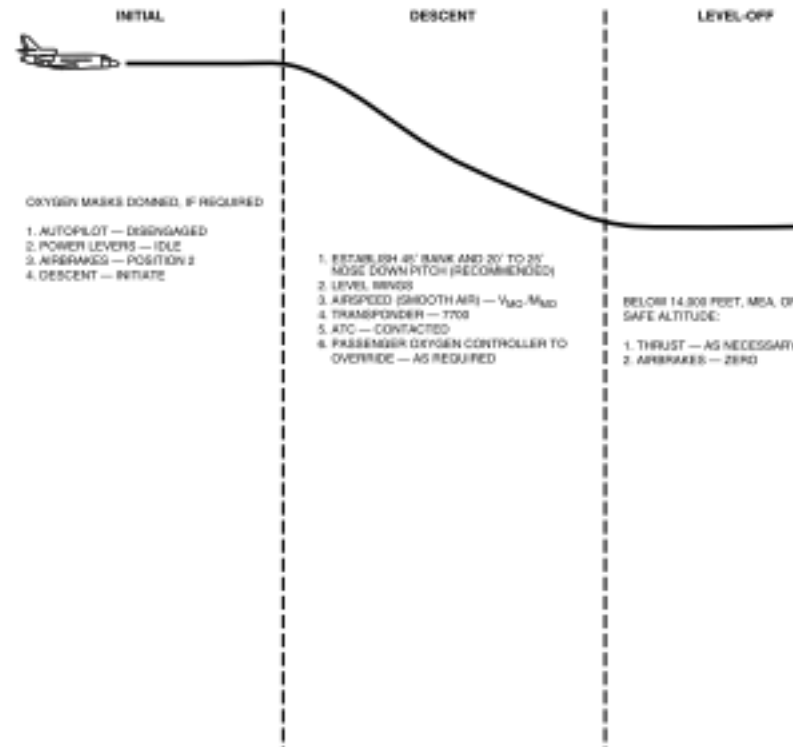 INITIAL
DESCENT
LEVEL-OFF
OXYGEN MASKS DONNED, IF REQUIRED
1. AUTOPILOT — DISENGAGED
2. POWER LEVERS — IDLE
3. AIRBRAKES — POSITION 2
4. DESCENT — INITIATE
1. ESTABLISH 45° BANK AND 20° TO 25°
NOSE DOWN PITCH (RECOMMENDED)
2. LEVEL WINGS
3. AIRSPEED (SMOOTH AIR) — VMO/MMO
4. TRANSPONDER — 7700
5. ATC — CONTACTED
6. PASSENGER OXYGEN CONTROLLER TO
OVERRIDE — AS REQUIRED
BELOW 14,000 FEET, MEA, OR
SAFE ALTITUDE:
1. THRUST — AS NECESSARY
2. AIRBRAKES — ZERO